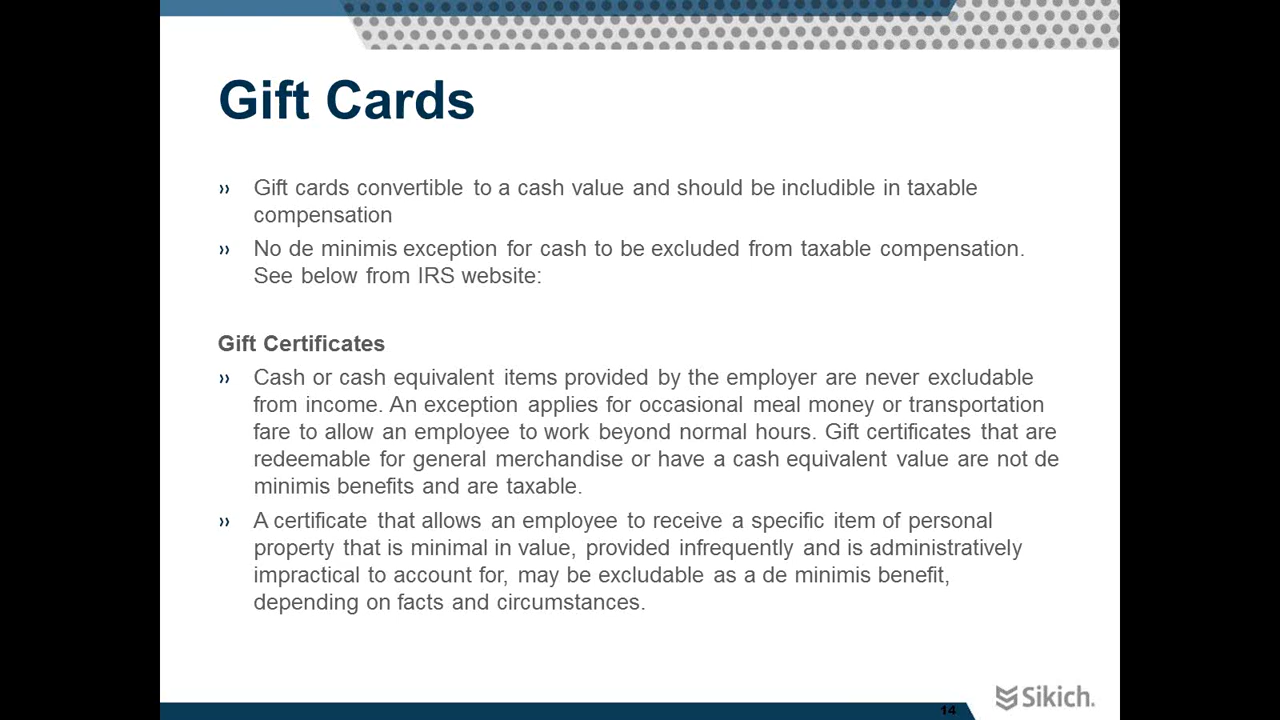 Gift Cards
›› Gift cards convertible to a cash value and should be includible in taxable
compensation
›› No de minimis exception for cash to be excluded from taxable compensation.
See below from IRS website:
Gift Certificates
›› Cash or cash equivalent items provided by the employer are never excludable
from income. An exception applies for occasional meal money or transportation
fare to allow an employee to work beyond normal hours. Gift certificates that are
redeemable for general merchandise or have a cash equivalent value are not de
minimis benefits and are taxable.
›› A certificate that allows an employee to receive a specific item of personal
property that is minimal in value, provided infrequently and is administratively
impractical to account for, may be excludable as a de minimis benefit,
depending on facts and circumstances.
14
Sikich.